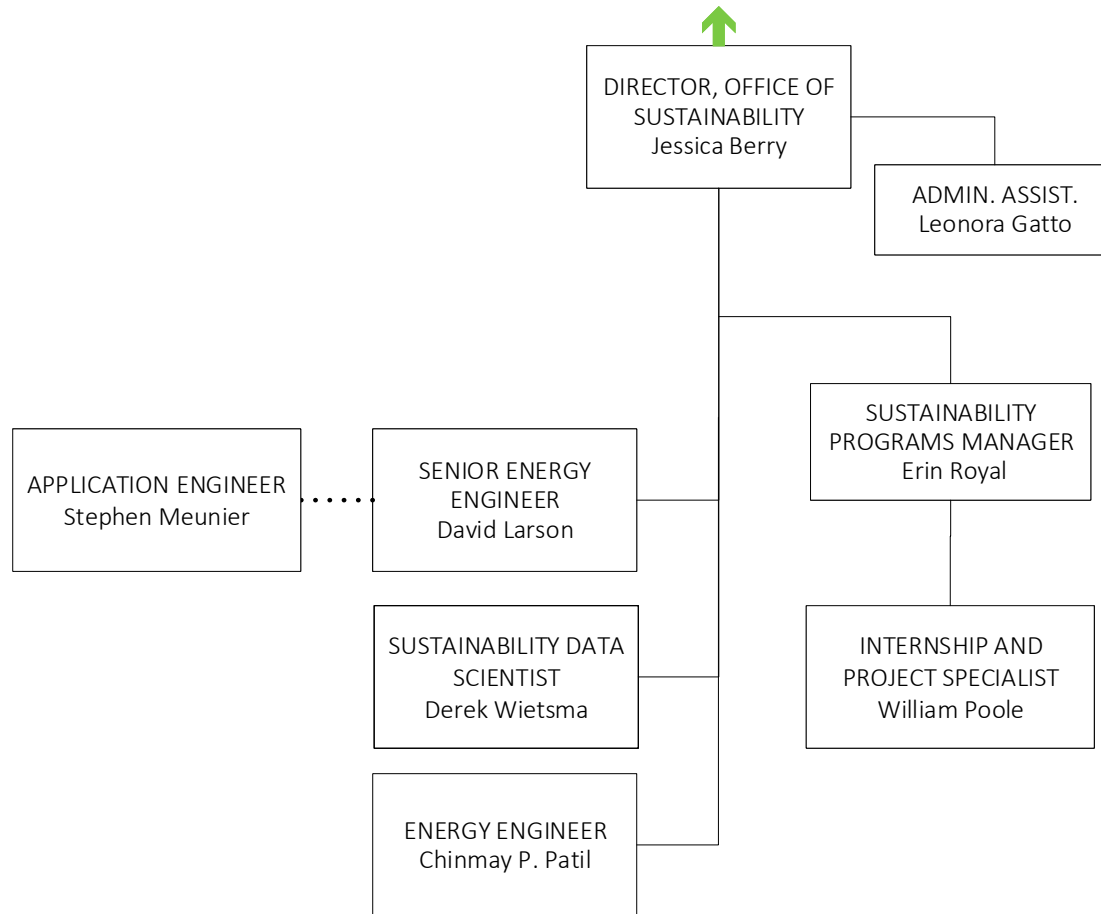 DIRECTOR, OFFICE OF
SUSTAINABILITY
Jessica Berry
ADMIN. ASSIST.
Leonora Gatto
SUSTAINABILITY
PROGRAMS MANAGER
Erin Royal
APPLICATION ENGINEER
Stephen Meunier
SENIOR ENERGY
ENGINEER
David Larson
SUSTAINABILITY DATA
SCIENTIST
Derek Wietsma
INTERNSHIP AND
PROJECT SPECIALIST
William Poole
ENERGY ENGINEER
Chinmay P. Patil